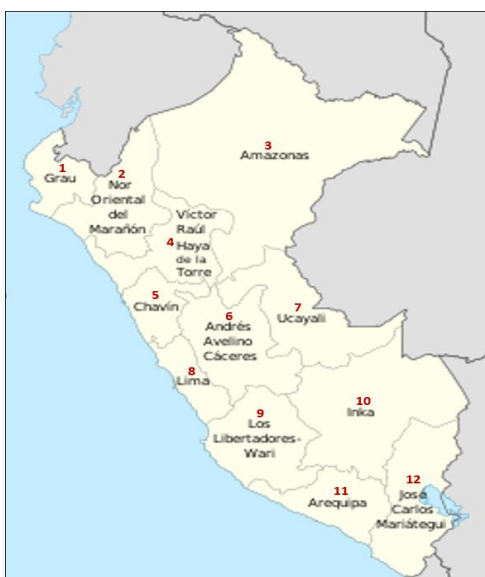 1
Grau
2
Nor
Oriental
del
Marañón
3
Amazonas
4
Víctor
Raúl
Haya
de la
Torre
5
Chavín
6
Andrés
Avelino
Cáceres
7
Ucayali
8
Lima
9
Los
Libertadores-
Wari
10
Inka
11
Arequipa
12
José
Carlos
Mariátegui